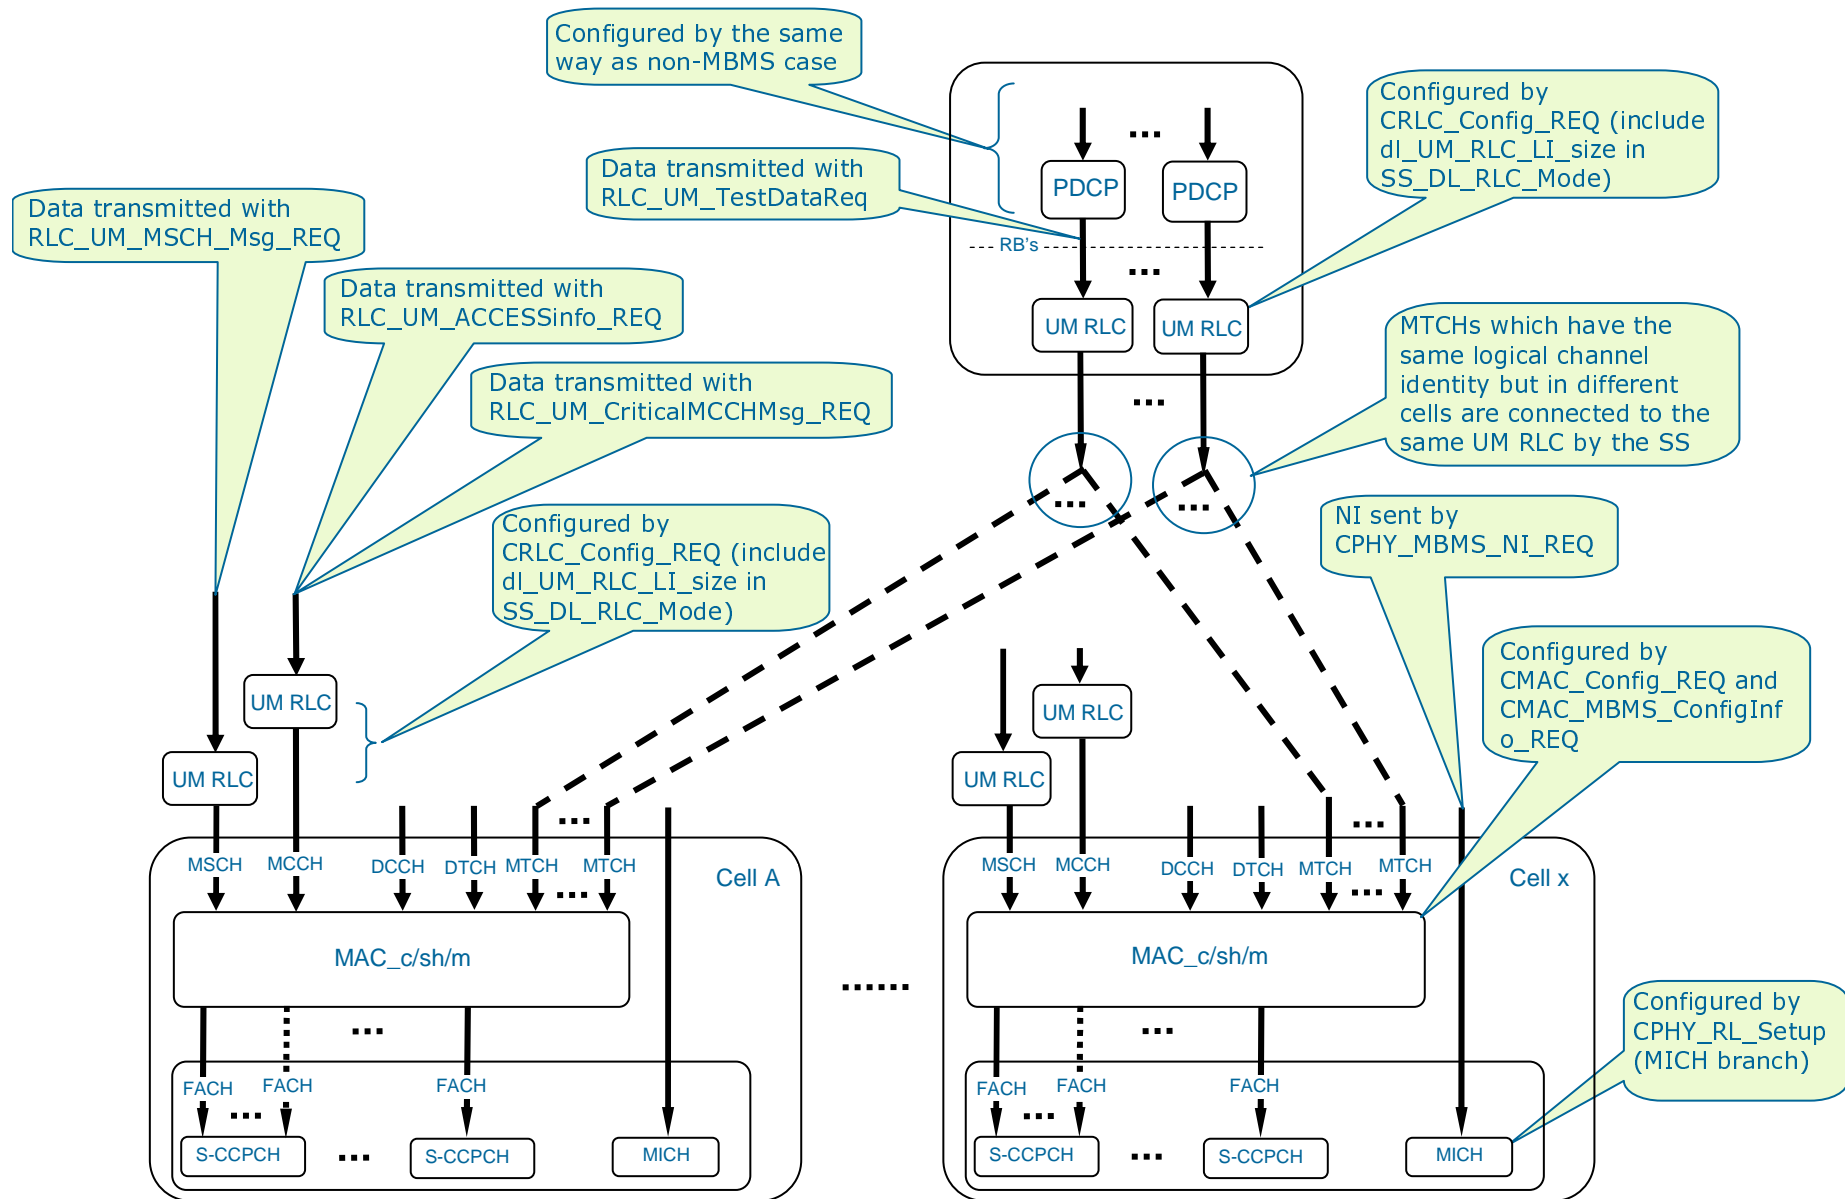 Configured by the same
way as non-MBMS case
Configured by
CRLC_Config_REQ (include
dl_UM_RLC_LI_size in
SS_DL_RLC_Mode)
Data transmitted with
RLC_UM_TestDataReq
PDCP
PDCP
Data transmitted with
RLC_UM_MSCH_Msg_REQ
RB's
Data transmitted with
RLC_UM_ACCESSinfo_REQ
UM RLC
UM RLC
MTCHs which have the
same logical channel
identity but in different
cells are connected to the
same UM RLC by the SS
Data transmitted with
RLC_UM_CriticalMCCHMsg_REQ
Configured by
CRLC_Config_REQ (include
dl_UM_RLC_LI_size in
SS_DL_RLC_Mode)
NI sent by
CPHY_MBMS_NI_REQ
Configured by
CMAC_Config_REQ and
CMAC_MBMS_ConfigInf
o_REQ
UM RLC
UM RLC
UM RLC
UM RLC
MSCH
MCCH
DCCH
DTCH
MTCH
MTCH
Cell A
MSCH
MCCH
DCCH
DTCH
MTCH
MTCH
Cell x
MAC_c/sh/m
MAC_c/sh/m
Configured by
CPHY_RL_Setup
(MICH branch)
FACH
FACH
FACH
FACH
FACH
FACH
S-CCPCH
S-CCPCH
MICH
S-CCPCH
S-CCPCH
MICH